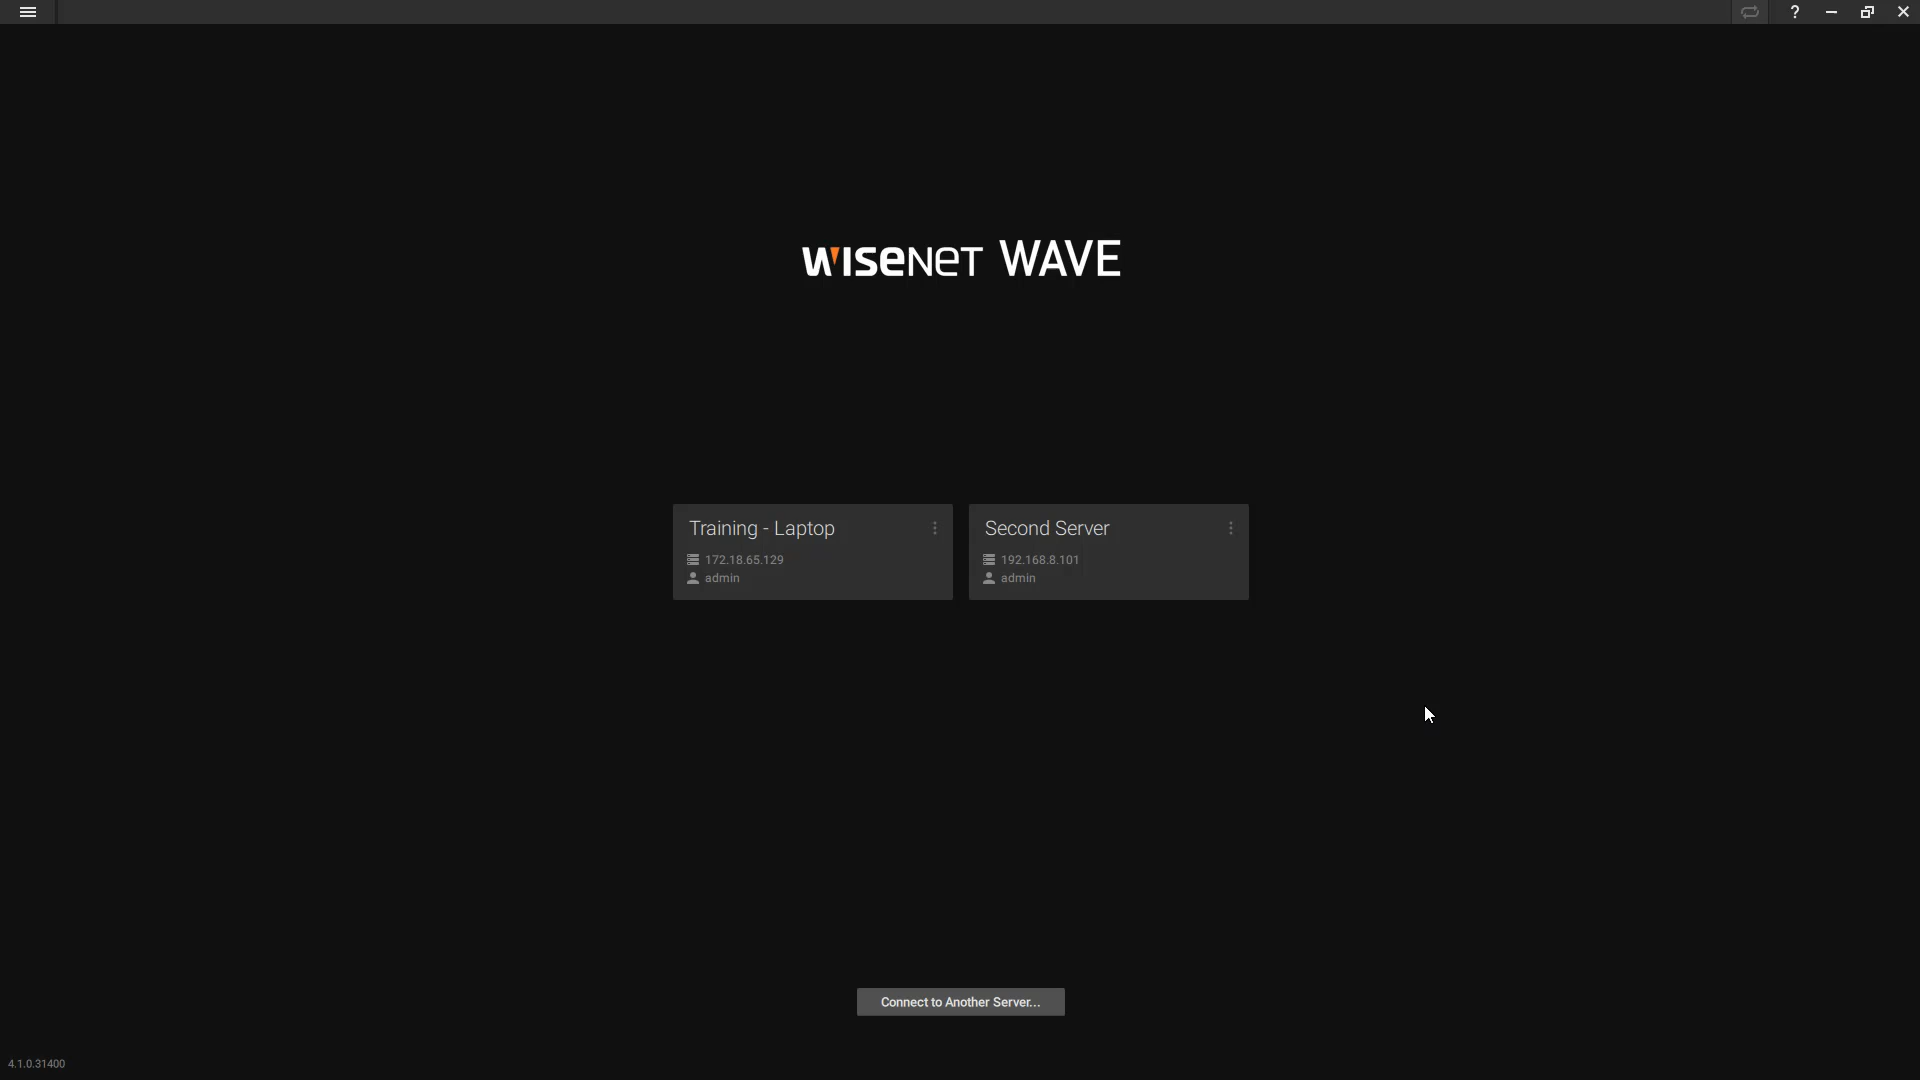 ?
WISENET WAVE
Training - Laptop
172.18.65.129
admin
Second Server
192.168.8.101
admin
Connect to Another Server...
4.1.0.31400